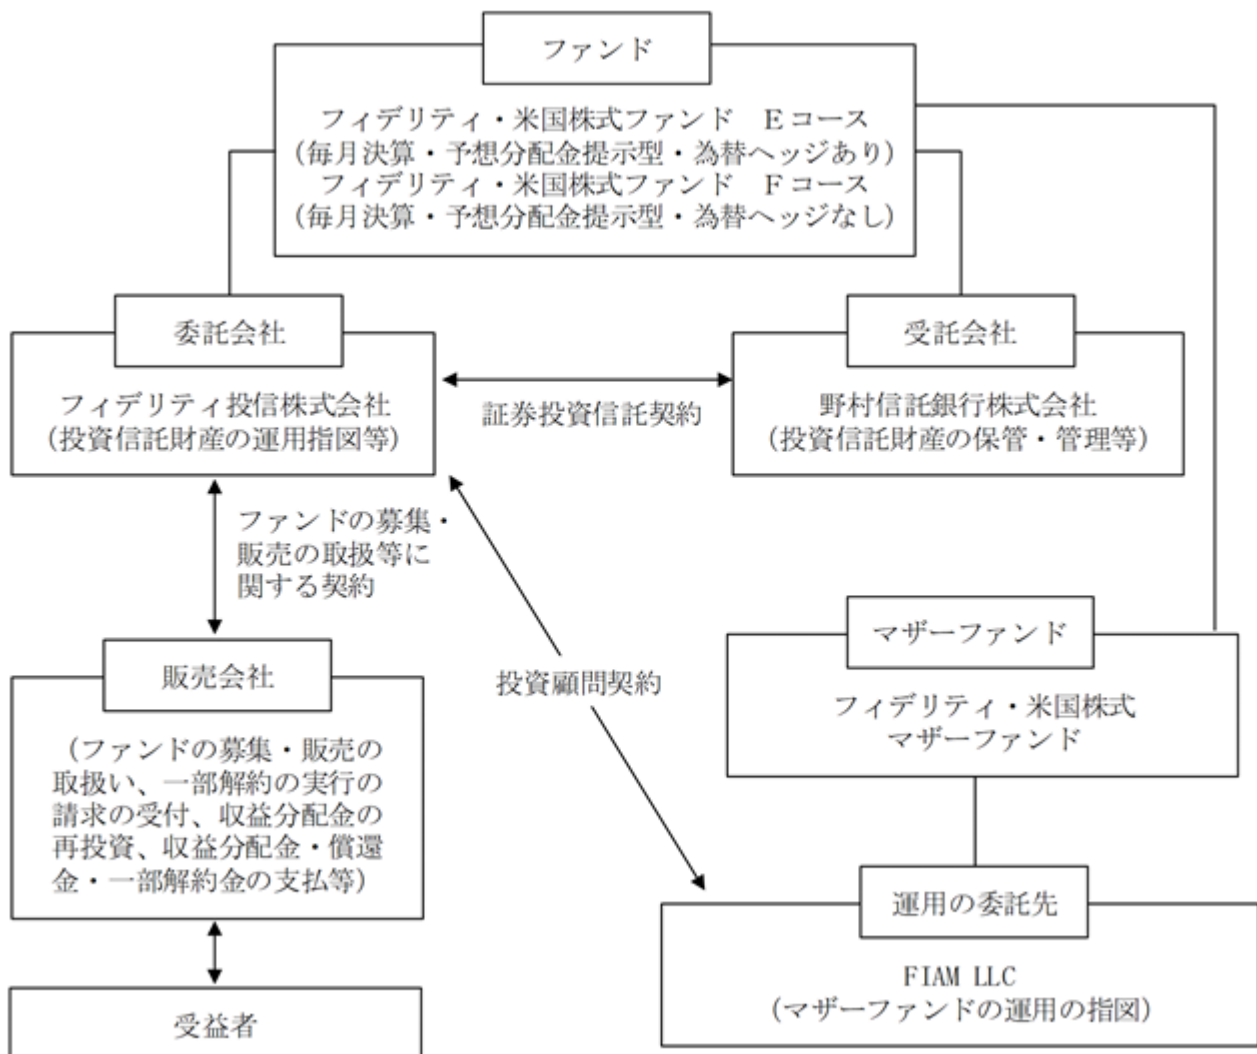 ファンド
フィデリティ・米国株式ファンド　Ｅコース
（毎月決算・予想分配金提示型・為替ヘッジあり）
フィデリティ・米国株式ファンド　Ｆコース
（毎月決算・予想分配金提示型・為替ヘッジなし）
委託会社
フィデリティ投信株式会社
（投資信託財産の運用指図等）
証券投資信託契約
受託会社
野村信託銀行株式会社
（投資信託財産の保管・管理等）
ファンドの募集・
販売の取扱等に
関する契約
販売会社
（ファンドの募集・販売の
取扱い、一部解約の実行の
請求の受付、収益分配金の
再投資、収益分配金・償還
金・一部解約金の支払等）
投資顧問契約
マザーファンド
フィデリティ・米国株式
マザーファンド
運用の委託先
FIAM LLC
（マザーファンドの運用の指図）
受益者